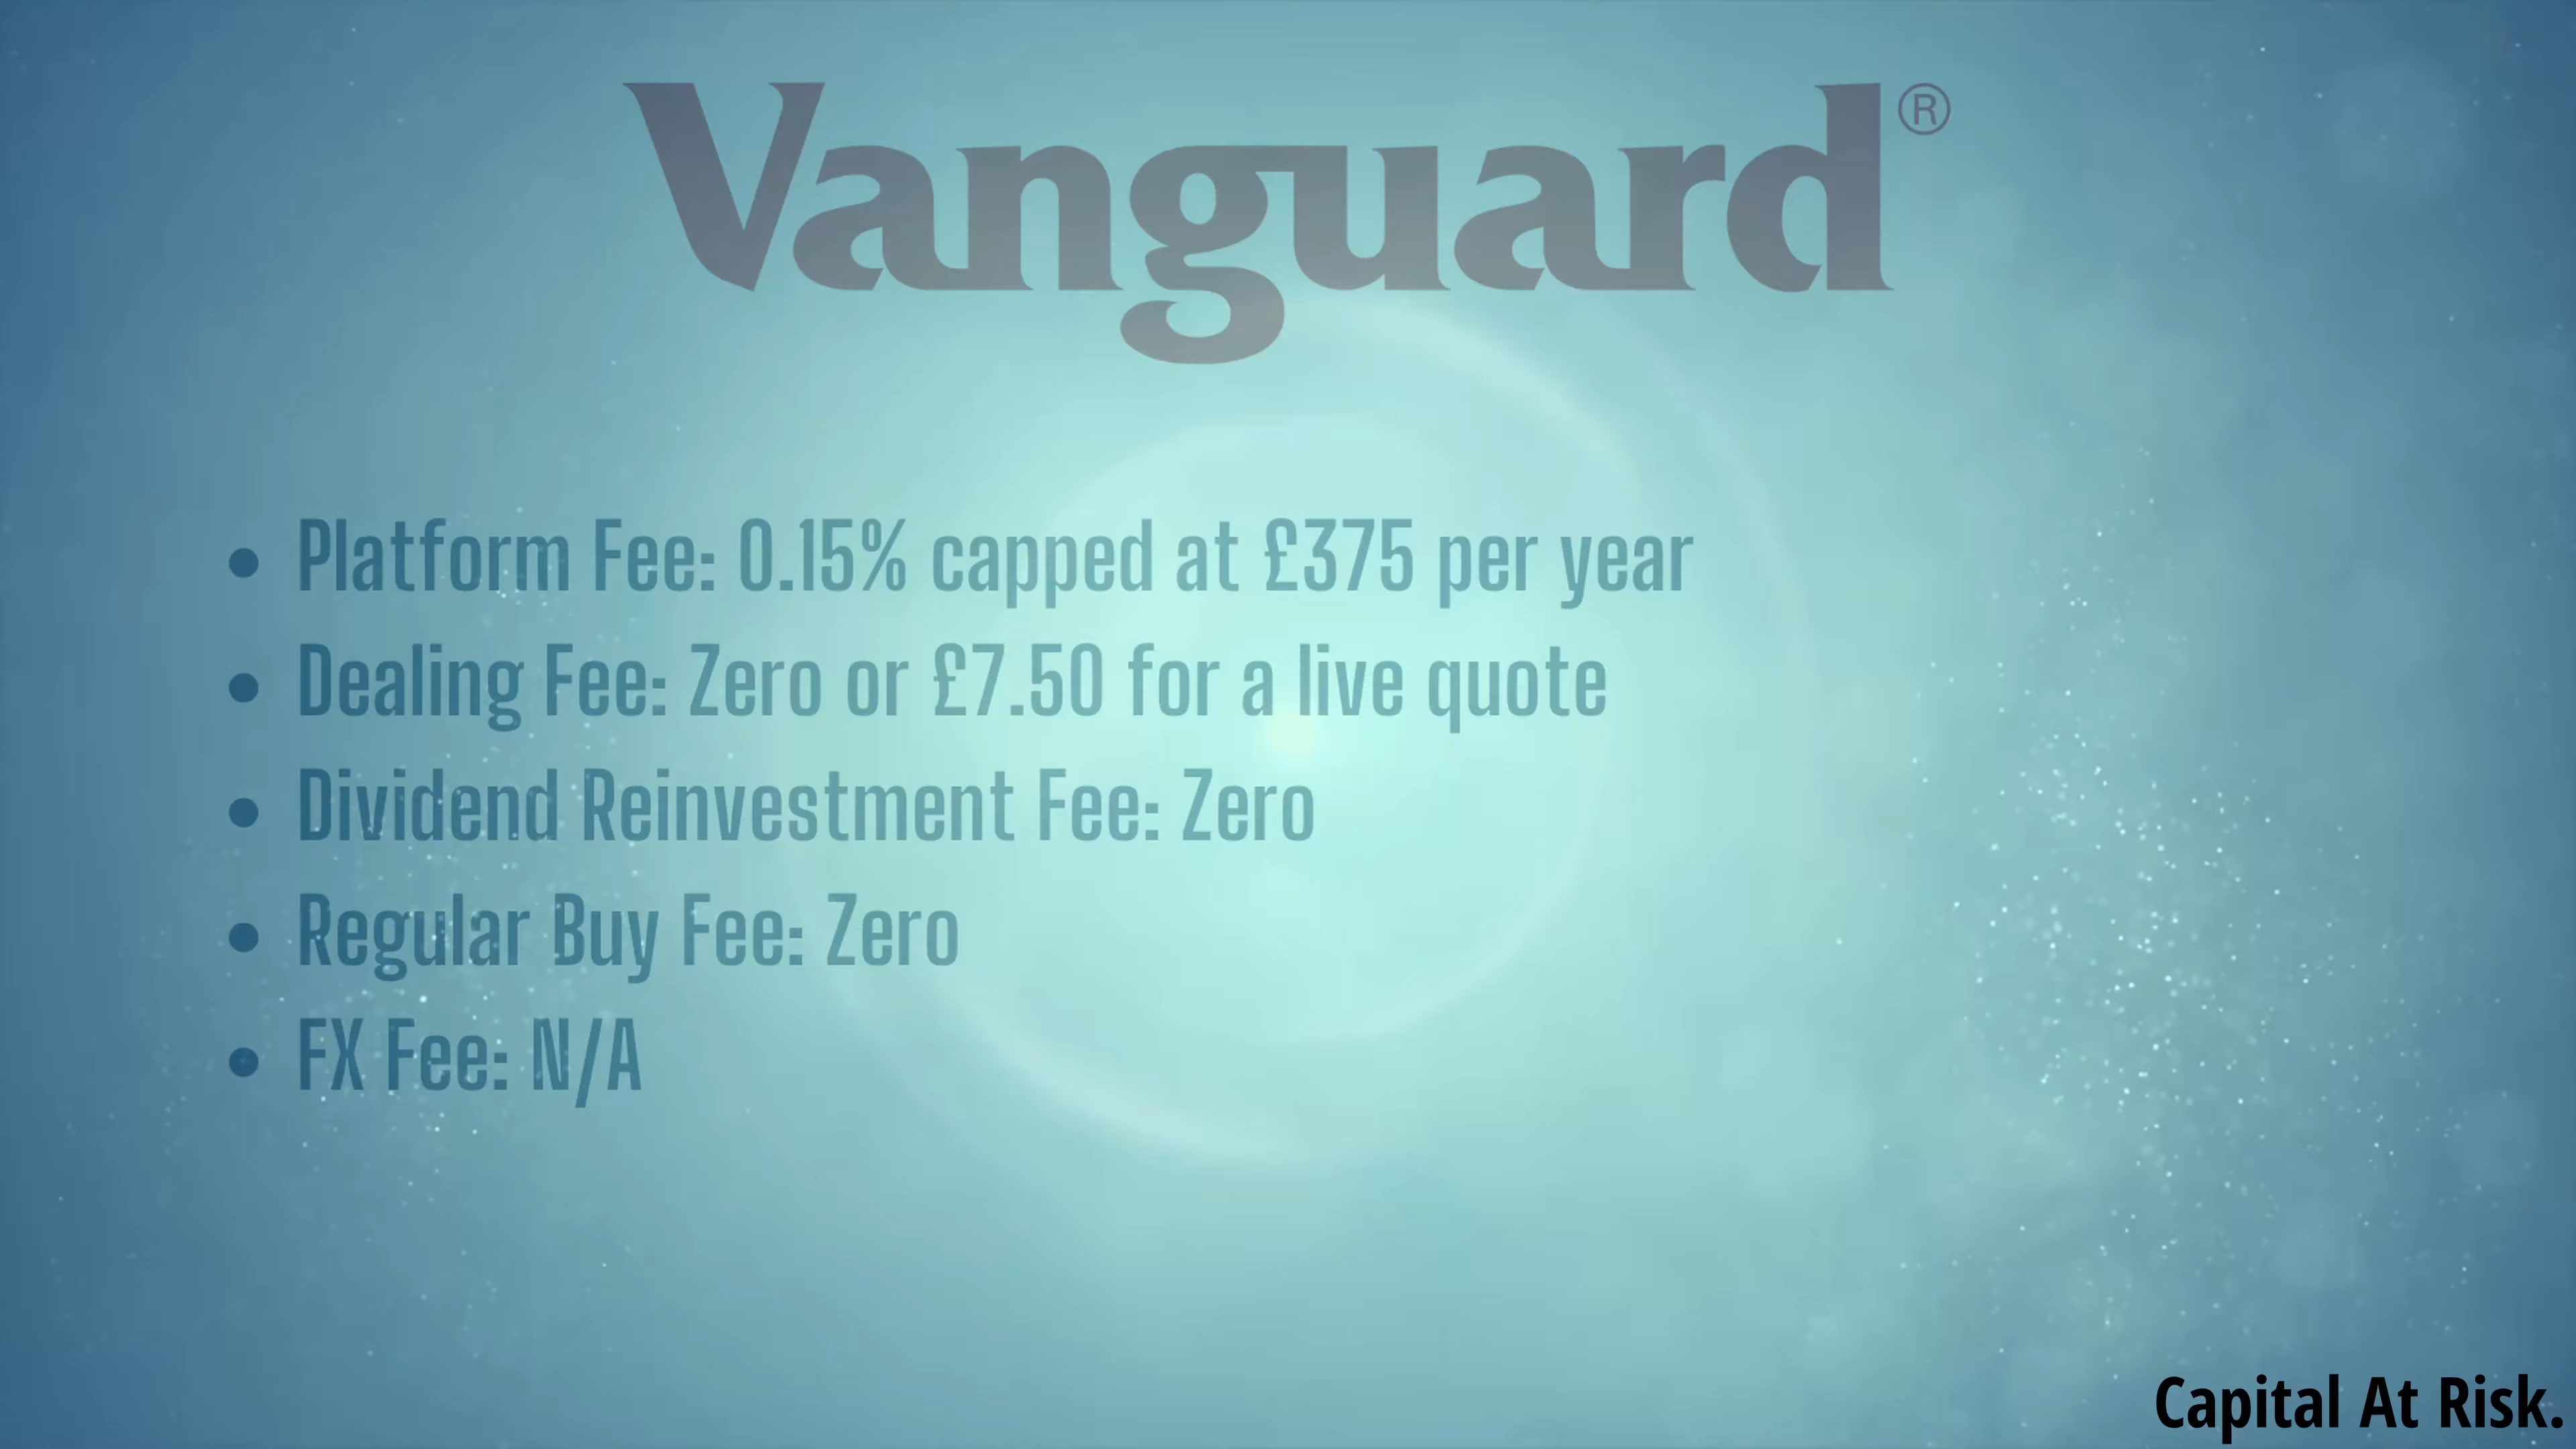 Vanguard®
• Platform Fee: 0.15% capped at £375 per year
• Dealing Fee: Zero or £7.50 for a live quote
• Dividend Reinvestment Fee: Zero
• Regular Buy Fee: Zero
• FX Fee: N/A
Capital At Risk.